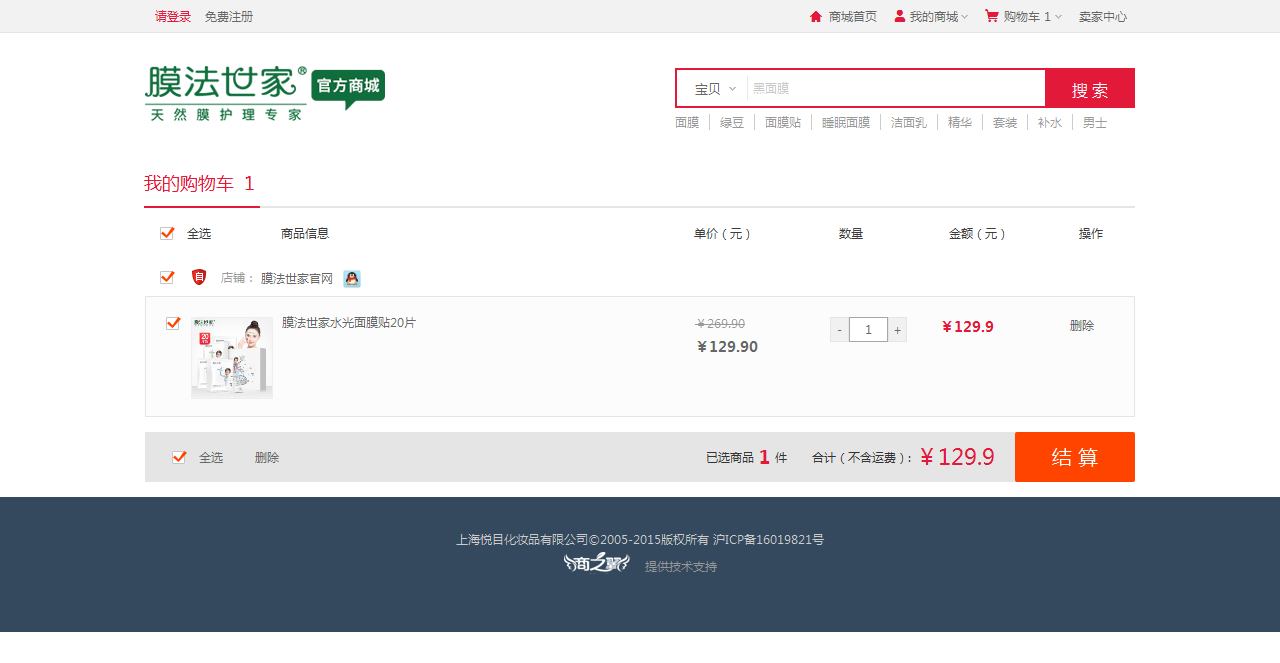 请登录 免费注册 商城首页 我的商城 购物车 1 卖家中心
膜法世家® 官方商城
天然膜护理专家
宝贝 黑面膜 搜 索
面膜 绿豆 面膜贴 睡眠面膜 洁面乳 精华 套装 补水 男士
我的购物车 1
全选 商品信息 单价（元） 数量 金额（元） 操作
自 店铺： 膜法世家官网
膜法世家水光面膜贴20片 ￥269.90 - 1 + ￥129.9 删除
￥129.90
全选 删除 已选商品 1 件 合计（不含运费）: ￥129.9 结 算
上海悦目化妆品有限公司©2005-2015版权所有 沪ICP备16019821号
商之翼 提供技术支持